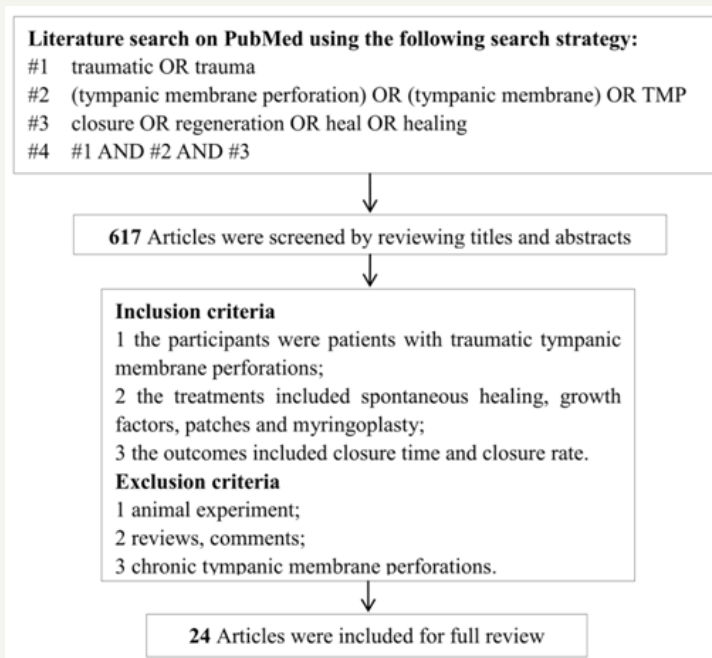 Literature search on PubMed using the following search strategy:
#1 traumatic OR trauma
#2 (tympanic membrane perforation) OR (tympanic membrane) OR TMP
#3 closure OR regeneration OR heal OR healing
#4 #1 AND #2 AND #3
617 Articles were screened by reviewing titles and abstracts
Inclusion criteria
1 the participants were patients with traumatic tympanic
membrane perforations;
2 the treatments included spontaneous healing, growth
factors, patches and myringoplasty;
3 the outcomes included closure time and closure rate.
Exclusion criteria
1 animal experiment;
2 reviews, comments;
3 chronic tympanic membrane perforations.
24 Articles were included for full review